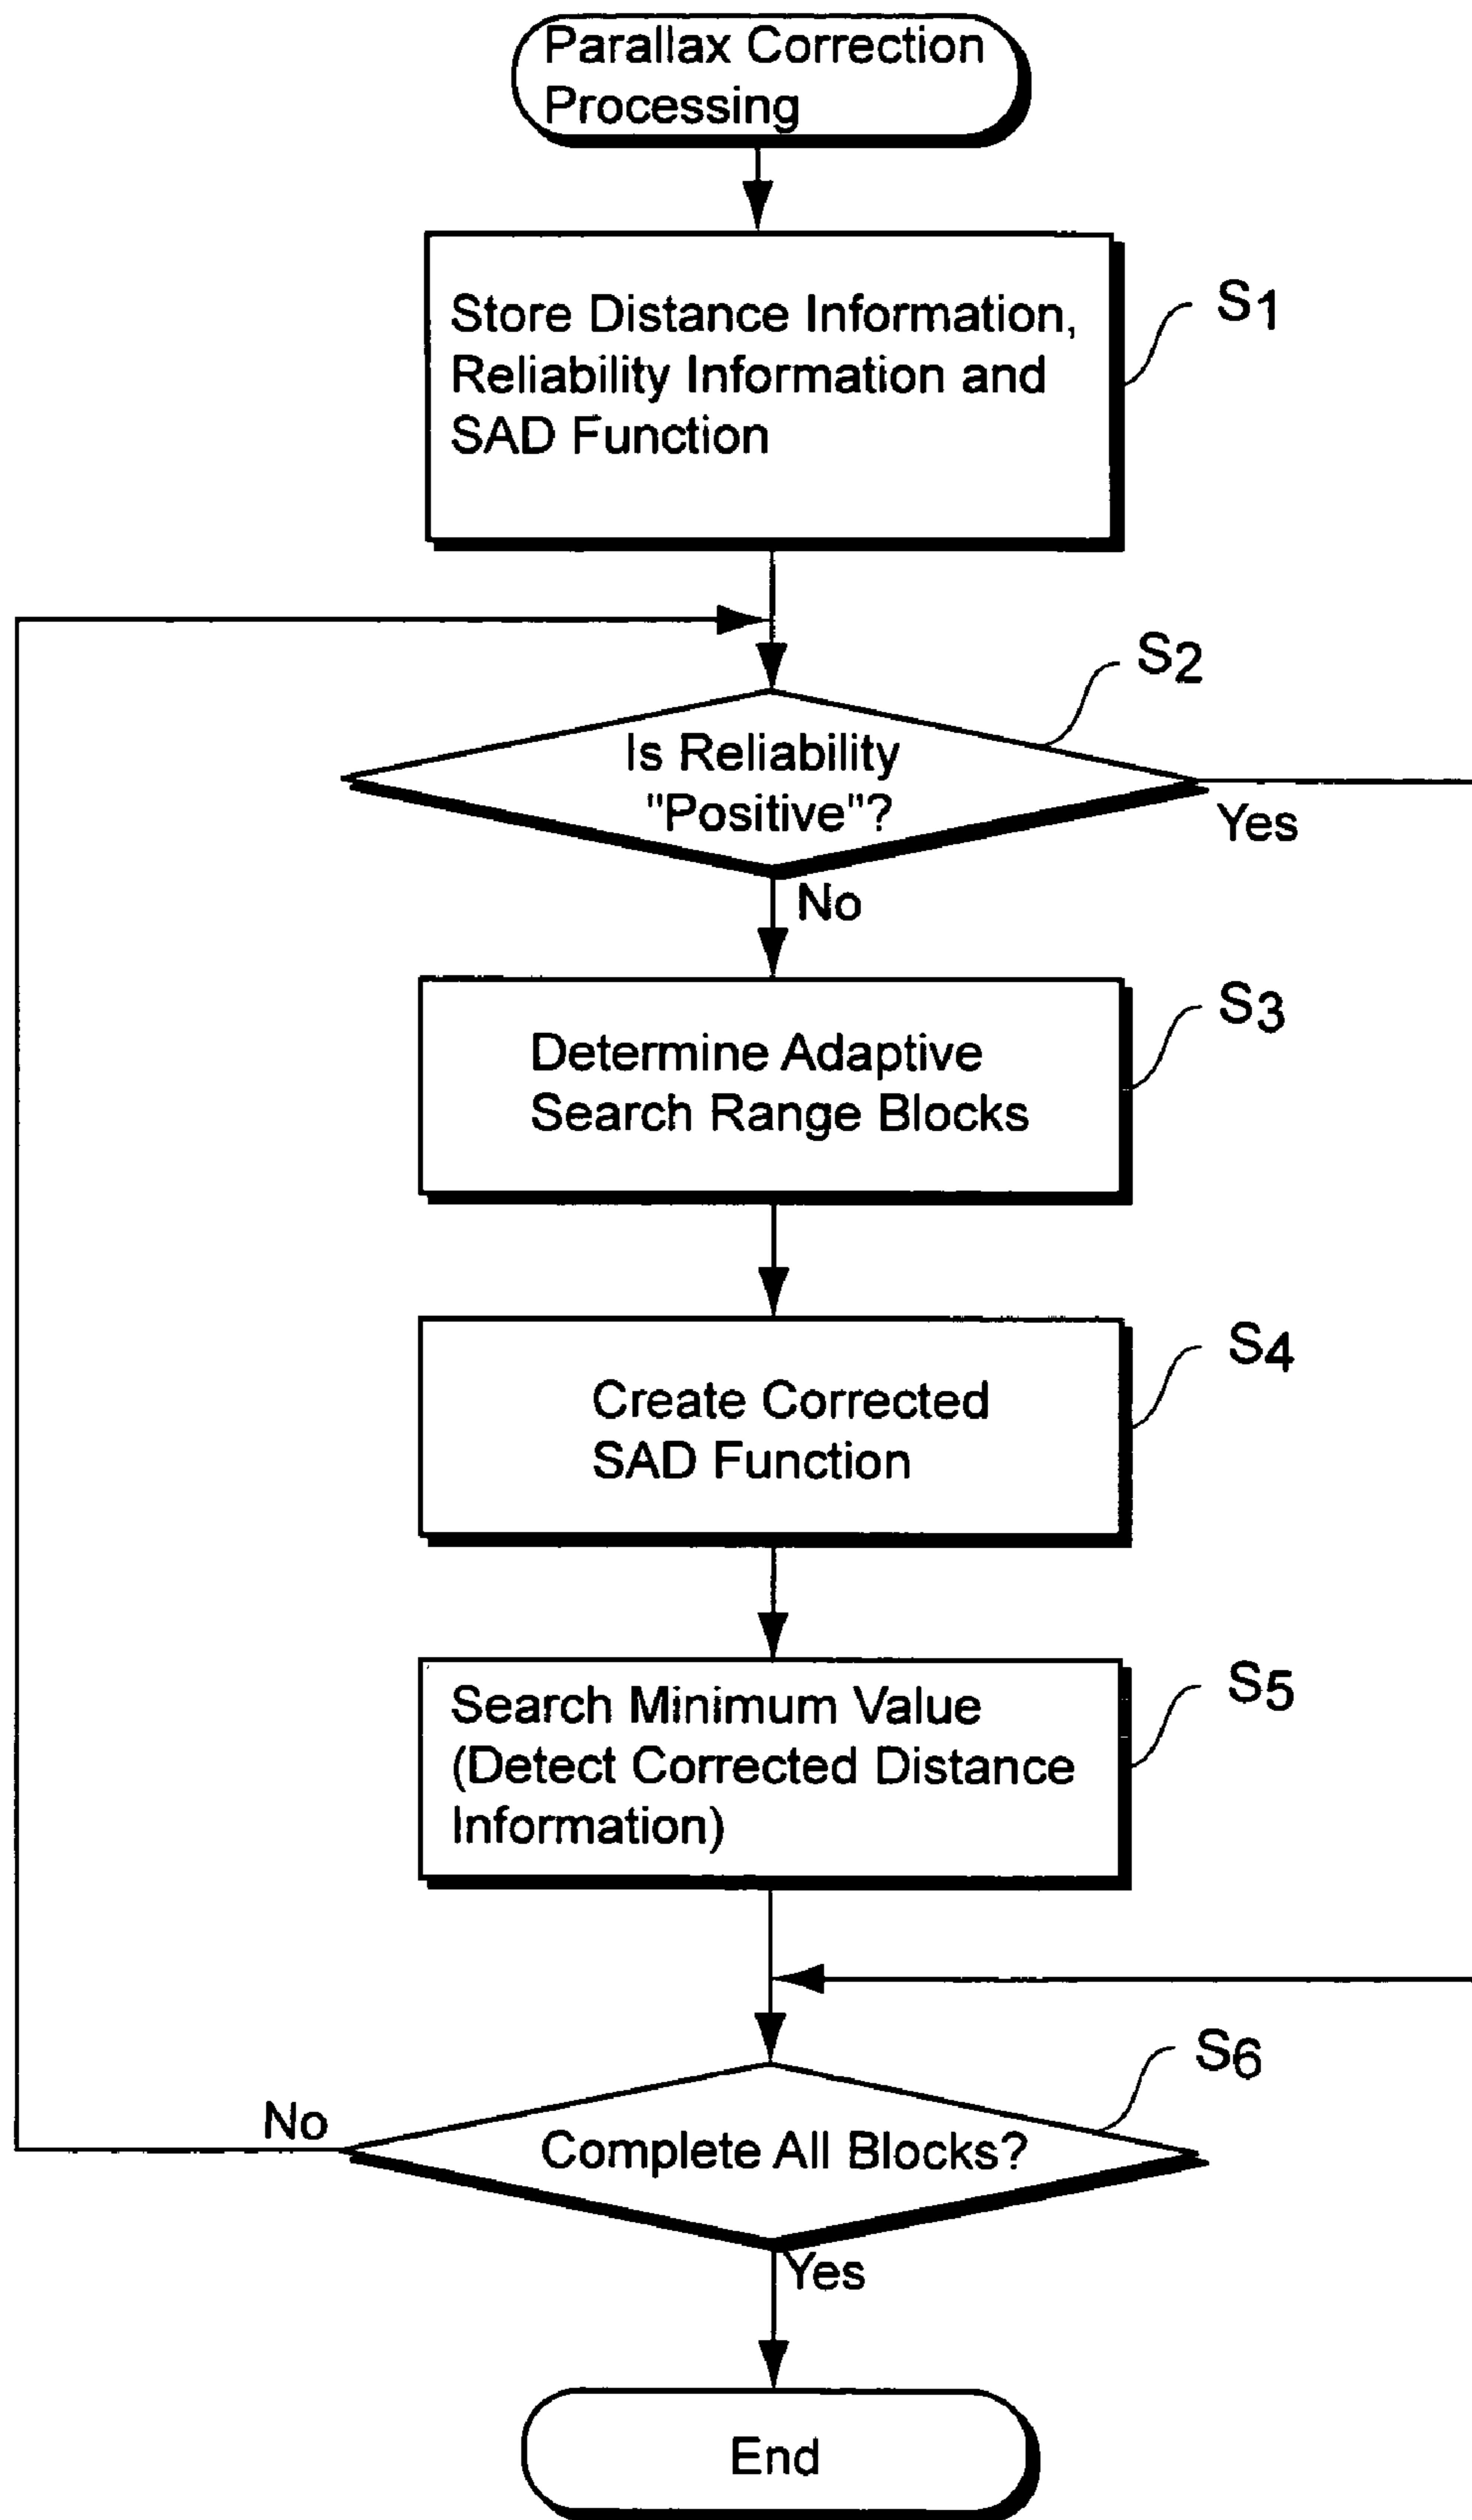 Parallax Correction
Processing
Store Distance Information,
Reliability Information and
SAD Function
S1
S2
Is Reliability
"Positive"?
Yes
No
Determine Adaptive
Search Range Blocks
S3
Create Corrected
SAD Function
S4
Search Minimum Value
(Detect Corrected Distance
Information)
S5
S6
No
Complete All Blocks?
Yes
End